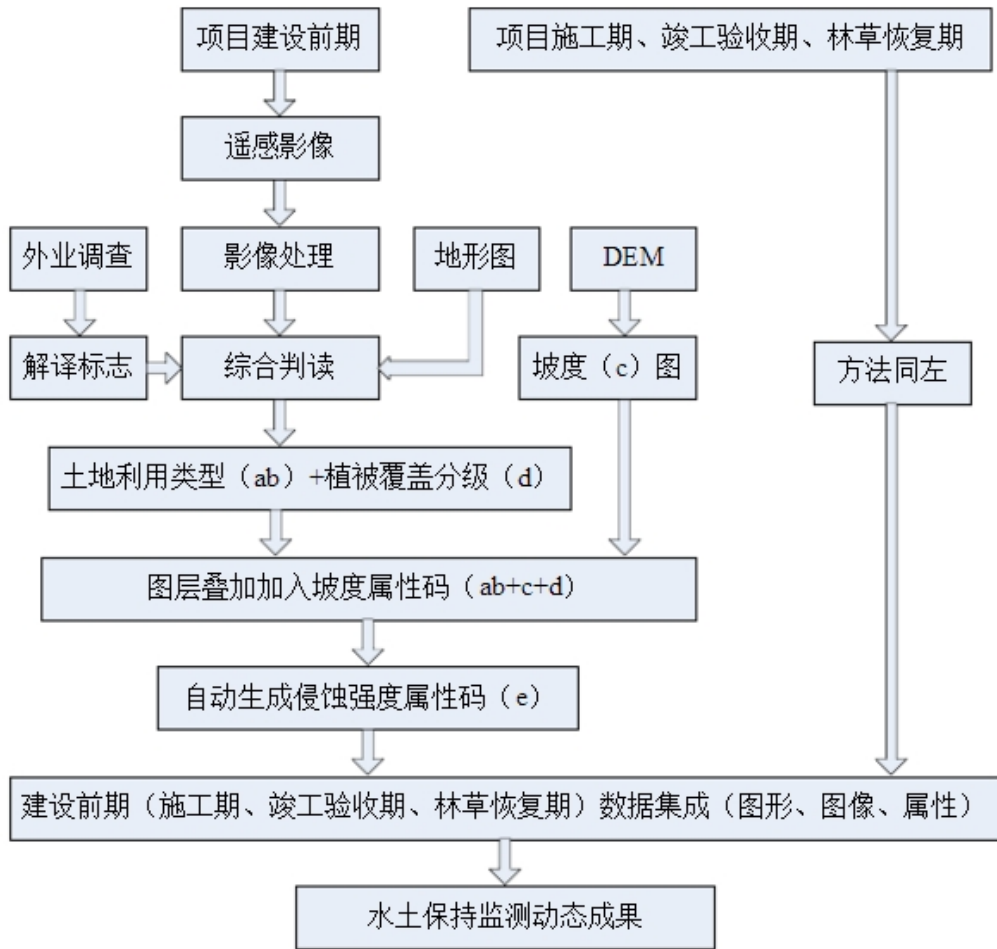 项目建设前期
项目施工期、竣工验收期、林草恢复期
遥感影像
外业调查
影像处理
地形图
DEM
解译标志
综合判读
坡度（c）图
方法同左
土地利用类型（ab）+植被覆盖分级（d）
图层叠加加入坡度属性码（ab+c+d）
自动生成侵蚀强度属性码（e）
建设前期（施工期、竣工验收期、林草恢复期）数据集成（图形、图像、属性）
水土保持监测动态成果